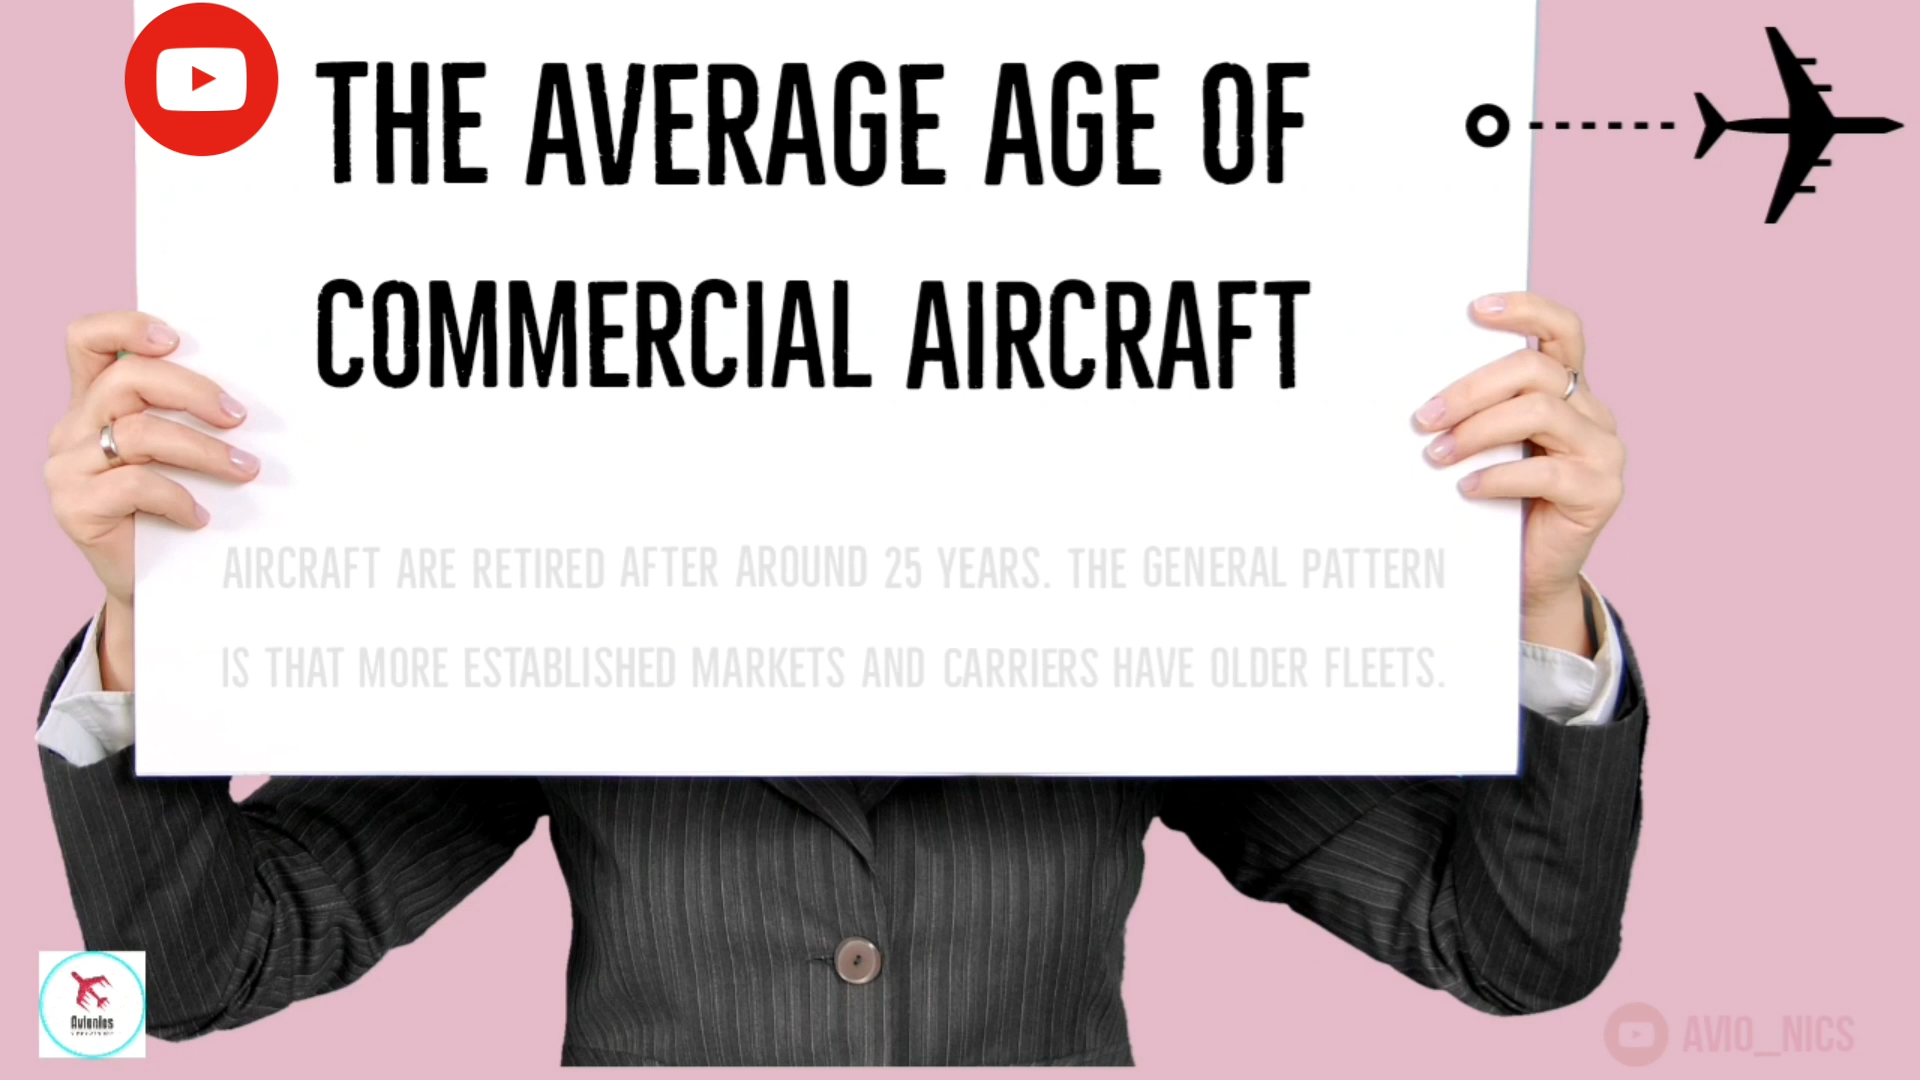 THE AVERAGE AGE OF
COMMERCIAL AIRCRAFT
AIRCRAFT ARE RETIRED AFTER AROUND 25 YEARS. THE GENERAL PATTERN
IS THAT MORE ESTABLISHED MARKETS AND CARRIERS HAVE OLDER FLEETS.
Avionics
AVIO_NICS